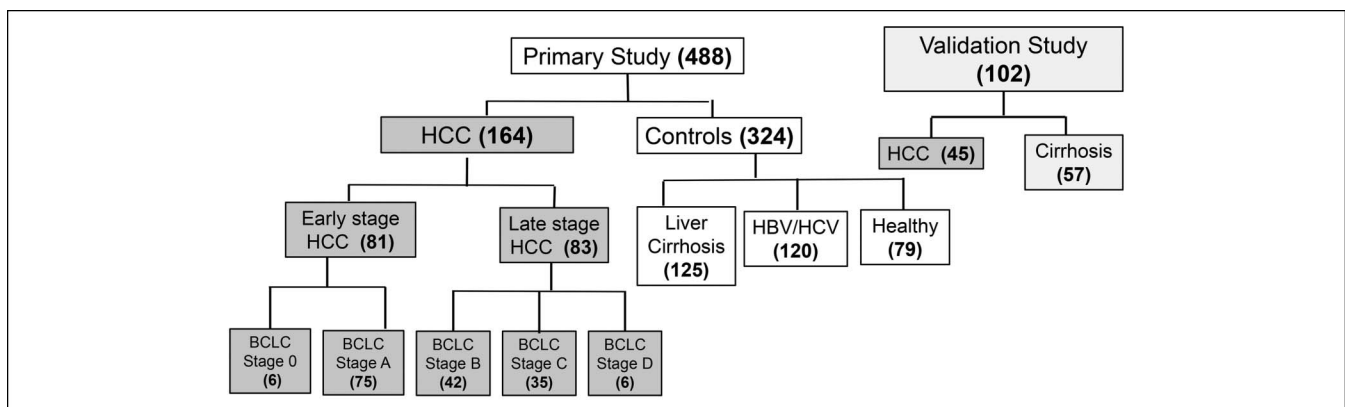 Primary Study (488)
Validation Study
(102)
HCC (164)
Controls (324)
HCC (45)
Cirrhosis
(57)
Early stage
HCC (81)
Late stage
HCC (83)
Liver
Cirrhosis
(125)
HBV/HCV
(120)
Healthy
(79)
BCLC
Stage 0
(6)
BCLC
Stage A
(75)
BCLC
Stage B
(42)
BCLC
Stage C
(35)
BCLC
Stage D
(6)